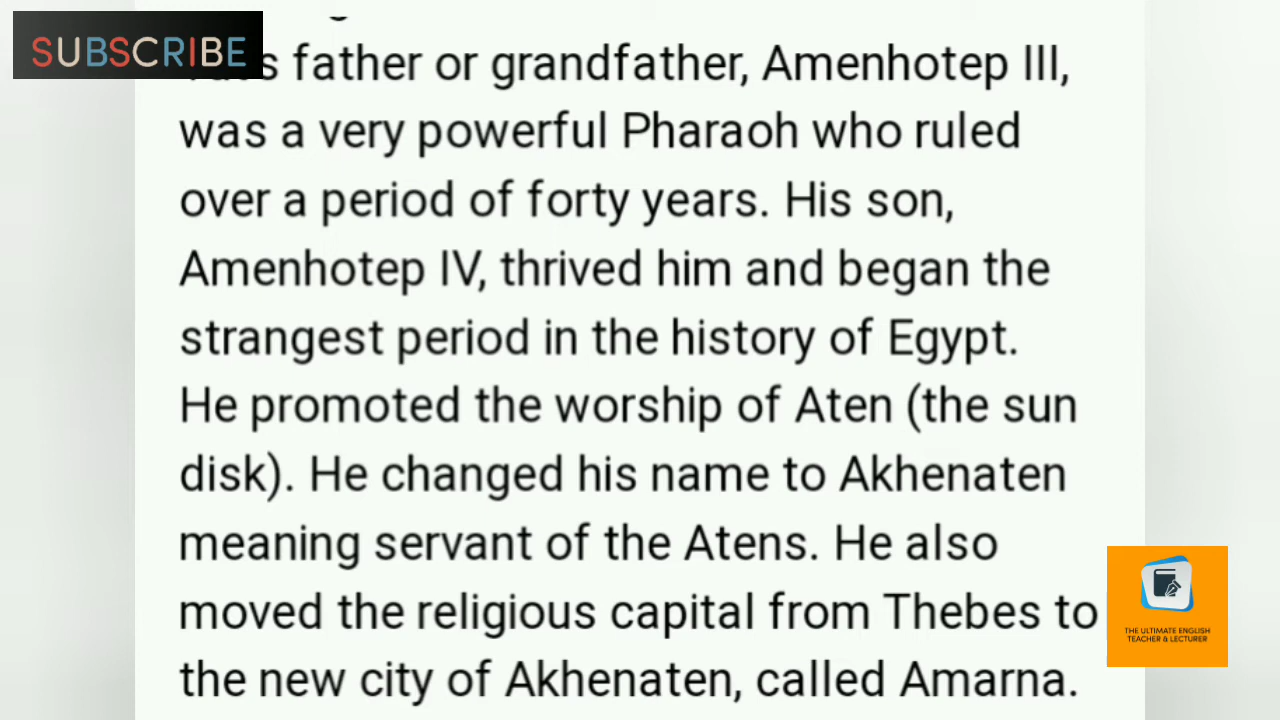 SUBSCRIBE
father or grandfather, Amenhotep III,
was a very powerful Pharaoh who ruled
over a period of forty years. His son,
Amenhotep IV, thrived him and began the
strangest period in the history of Egypt.
He promoted the worship of Aten (the sun
disk). He changed his name to Akhenaten
meaning servant of the Atens. He also
moved the religious capital from Thebes to
the new city of Akhenaten, called Amarna.
THE ULTIMATE ENGLISH
TEACHER & LECTURER